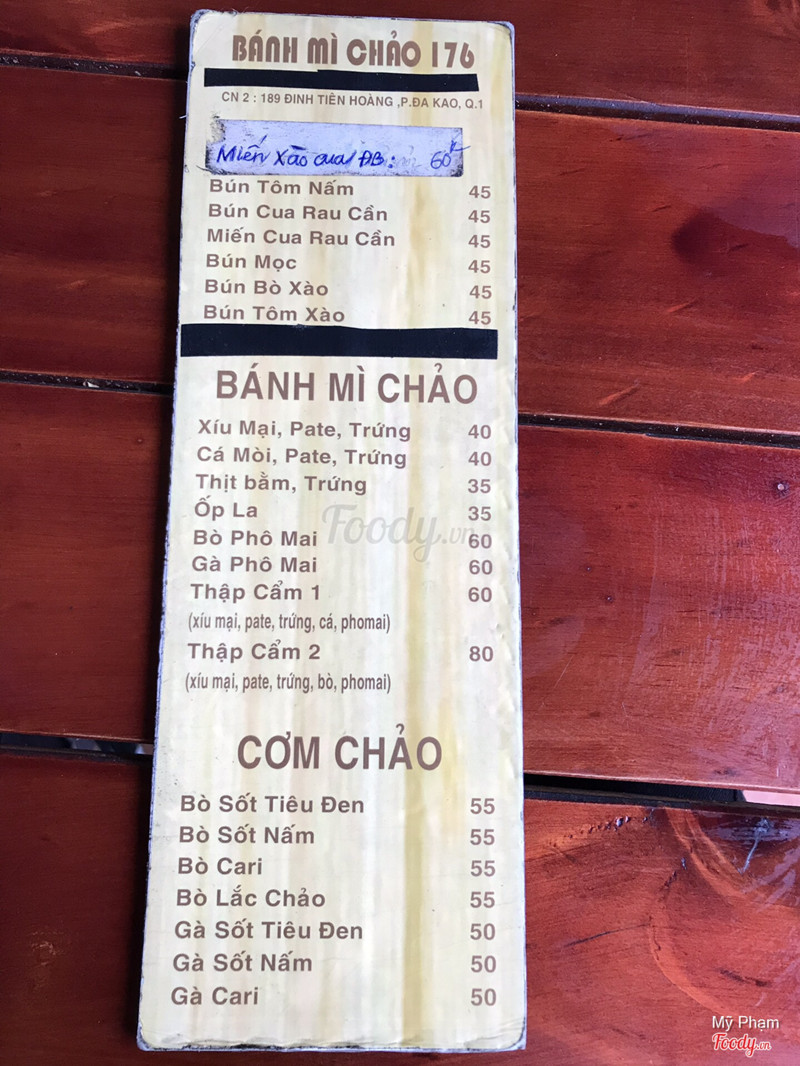 BÁNH MÌ CHẢO 176
CN 2 : 189 ĐINH TIÊN HOÀNG ,P.ĐA KAO, Q.1
Miến Xào cua ĐB : 60k
Bún Tôm Nấm 45
Bún Cua Rau Cần 45
Miến Cua Rau Cần 45
Bún Mọc 45
Bún Bò Xào 45
Bún Tôm Xào 45
BÁNH MÌ CHẢO
Xíu Mại, Pate, Trứng 40
Cá Mòi, Pate, Trứng 40
Thịt bằm, Trứng 35
Ốp La 35
Foody.vn
Bò Phô Mai 60
Gà Phô Mai 60
Thập Cẩm 1 60
(xíu mại, pate, trứng, cá, phomai)
Thập Cẩm 2 80
(xíu mại, pate, trứng, bò, phomai)
CƠM CHẢO
Bò Sốt Tiêu Đen 55
Bò Sốt Nấm 55
Bò Cari 55
Bò Lắc Chảo 55
Gà Sốt Tiêu Đen 50
Gà Sốt Nấm 50
Gà Cari 50
Mỹ Phạm
Foody.vn